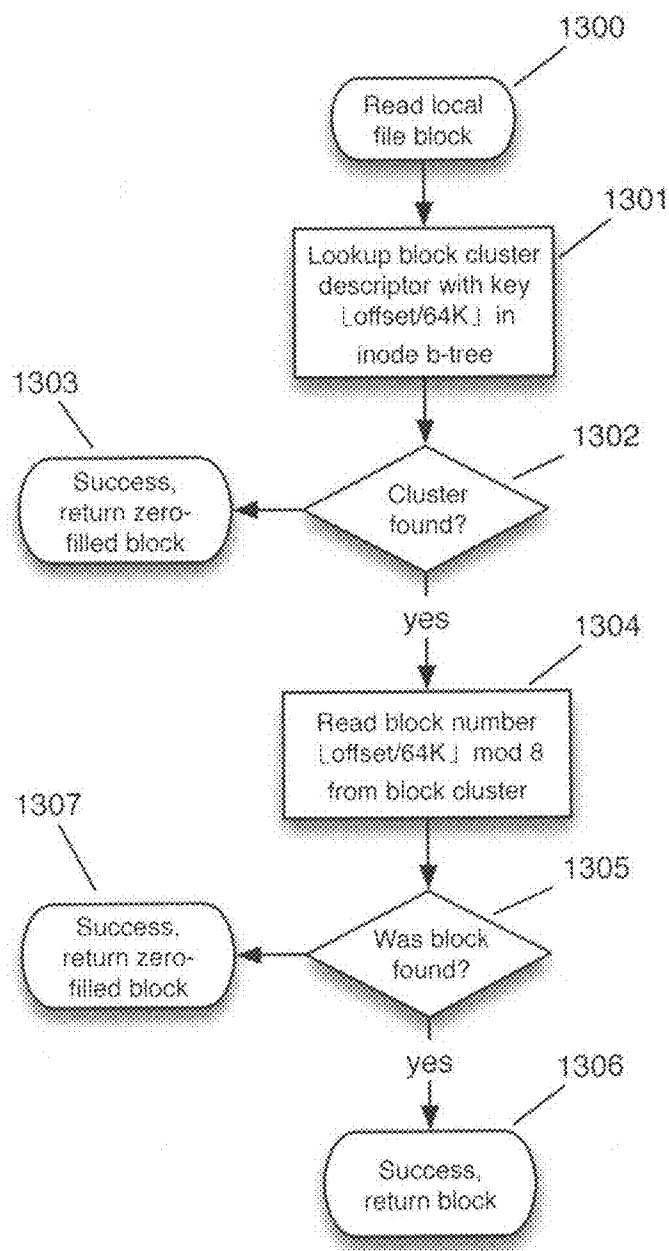 1300
Read local
file block
1301
Lookup block cluster
descriptor with key
⌊offset/64K⌋ in
inode b-tree
1303
1302
Success,
return zero-
filled block
Cluster
found?
yes
1304
Read block number
⌊offset/64K⌋ mod 8
from block cluster
1307
1305
Success,
return zero-
filled block
Was block
found?
yes
1306
Success,
return block